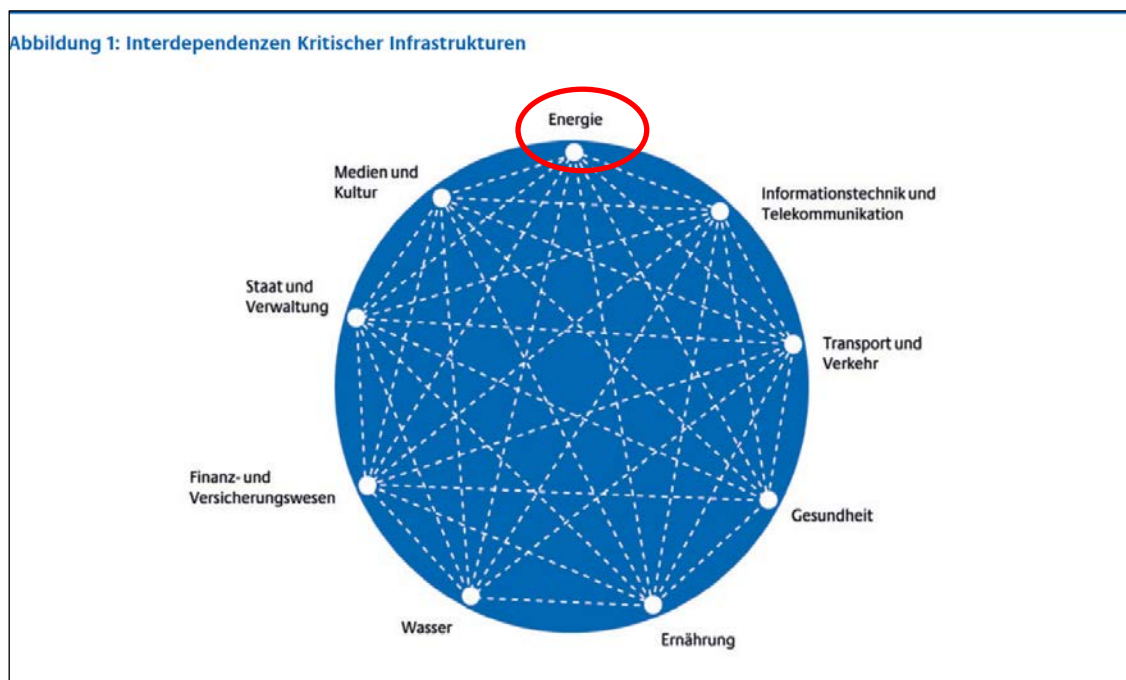 Abbildung 1: Interdependenzen Kritischer Infrastrukturen
Energie
Medien und
Kultur
Informationstechnik und
Telekommunikation
Staat und
Verwaltung
Transport und
Verkehr
Finanz- und
Versicherungswesen
Gesundheit
Wasser
Ernährung